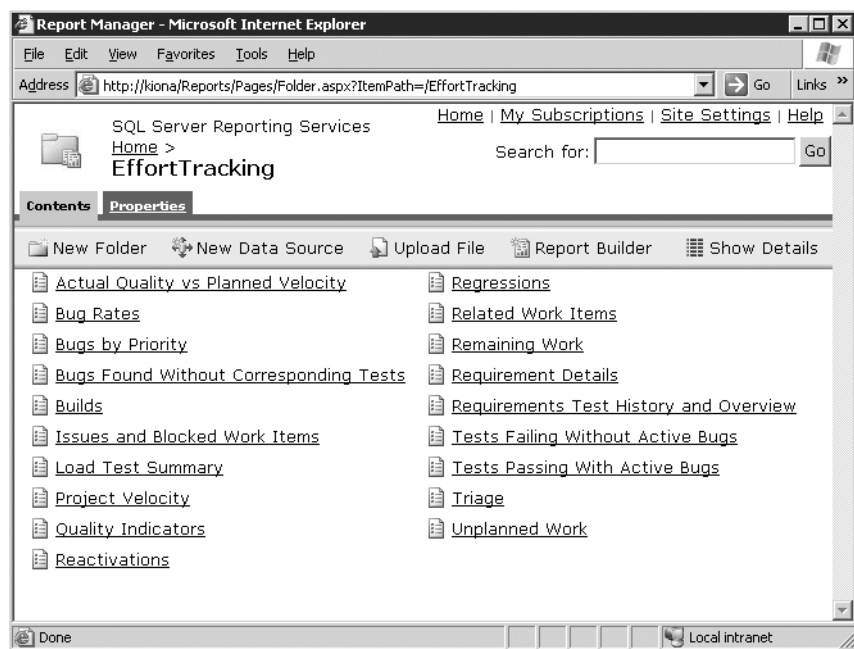 Report Manager - Microsoft Internet Explorer
File Edit View Favorites Tools Help
Address http://kiona/Reports/Pages/Folder.aspx?ItemPath=/EffortTracking Go Links »
SQL Server Reporting Services
Home >
EffortTracking
Home | My Subscriptions | Site Settings | Help
Search for: Go
Contents Properties
New Folder New Data Source Upload File Report Builder Show Details
Actual Quality vs Planned Velocity
Bug Rates
Bugs by Priority
Bugs Found Without Corresponding Tests
Builds
Issues and Blocked Work Items
Load Test Summary
Project Velocity
Quality Indicators
Reactivations
Regressions
Related Work Items
Remaining Work
Requirement Details
Requirements Test History and Overview
Tests Failing Without Active Bugs
Tests Passing With Active Bugs
Triage
Unplanned Work
Done Local intranet